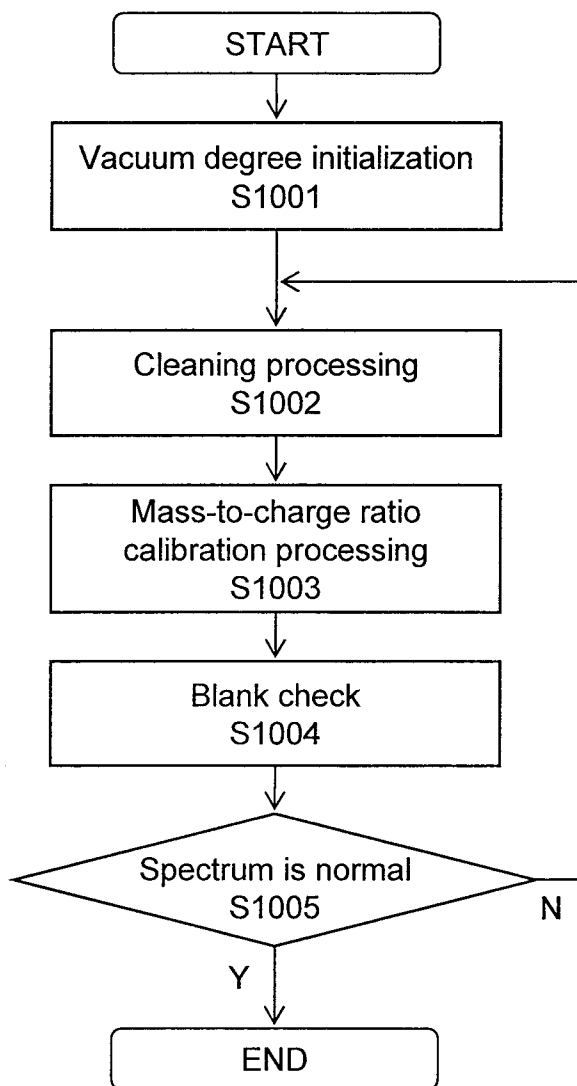 START
Vacuum degree initialization
S1001
Cleaning processing
S1002
Mass-to-charge ratio
calibration processing
S1003
Blank check
S1004
Spectrum is normal
S1005
N
Y
END